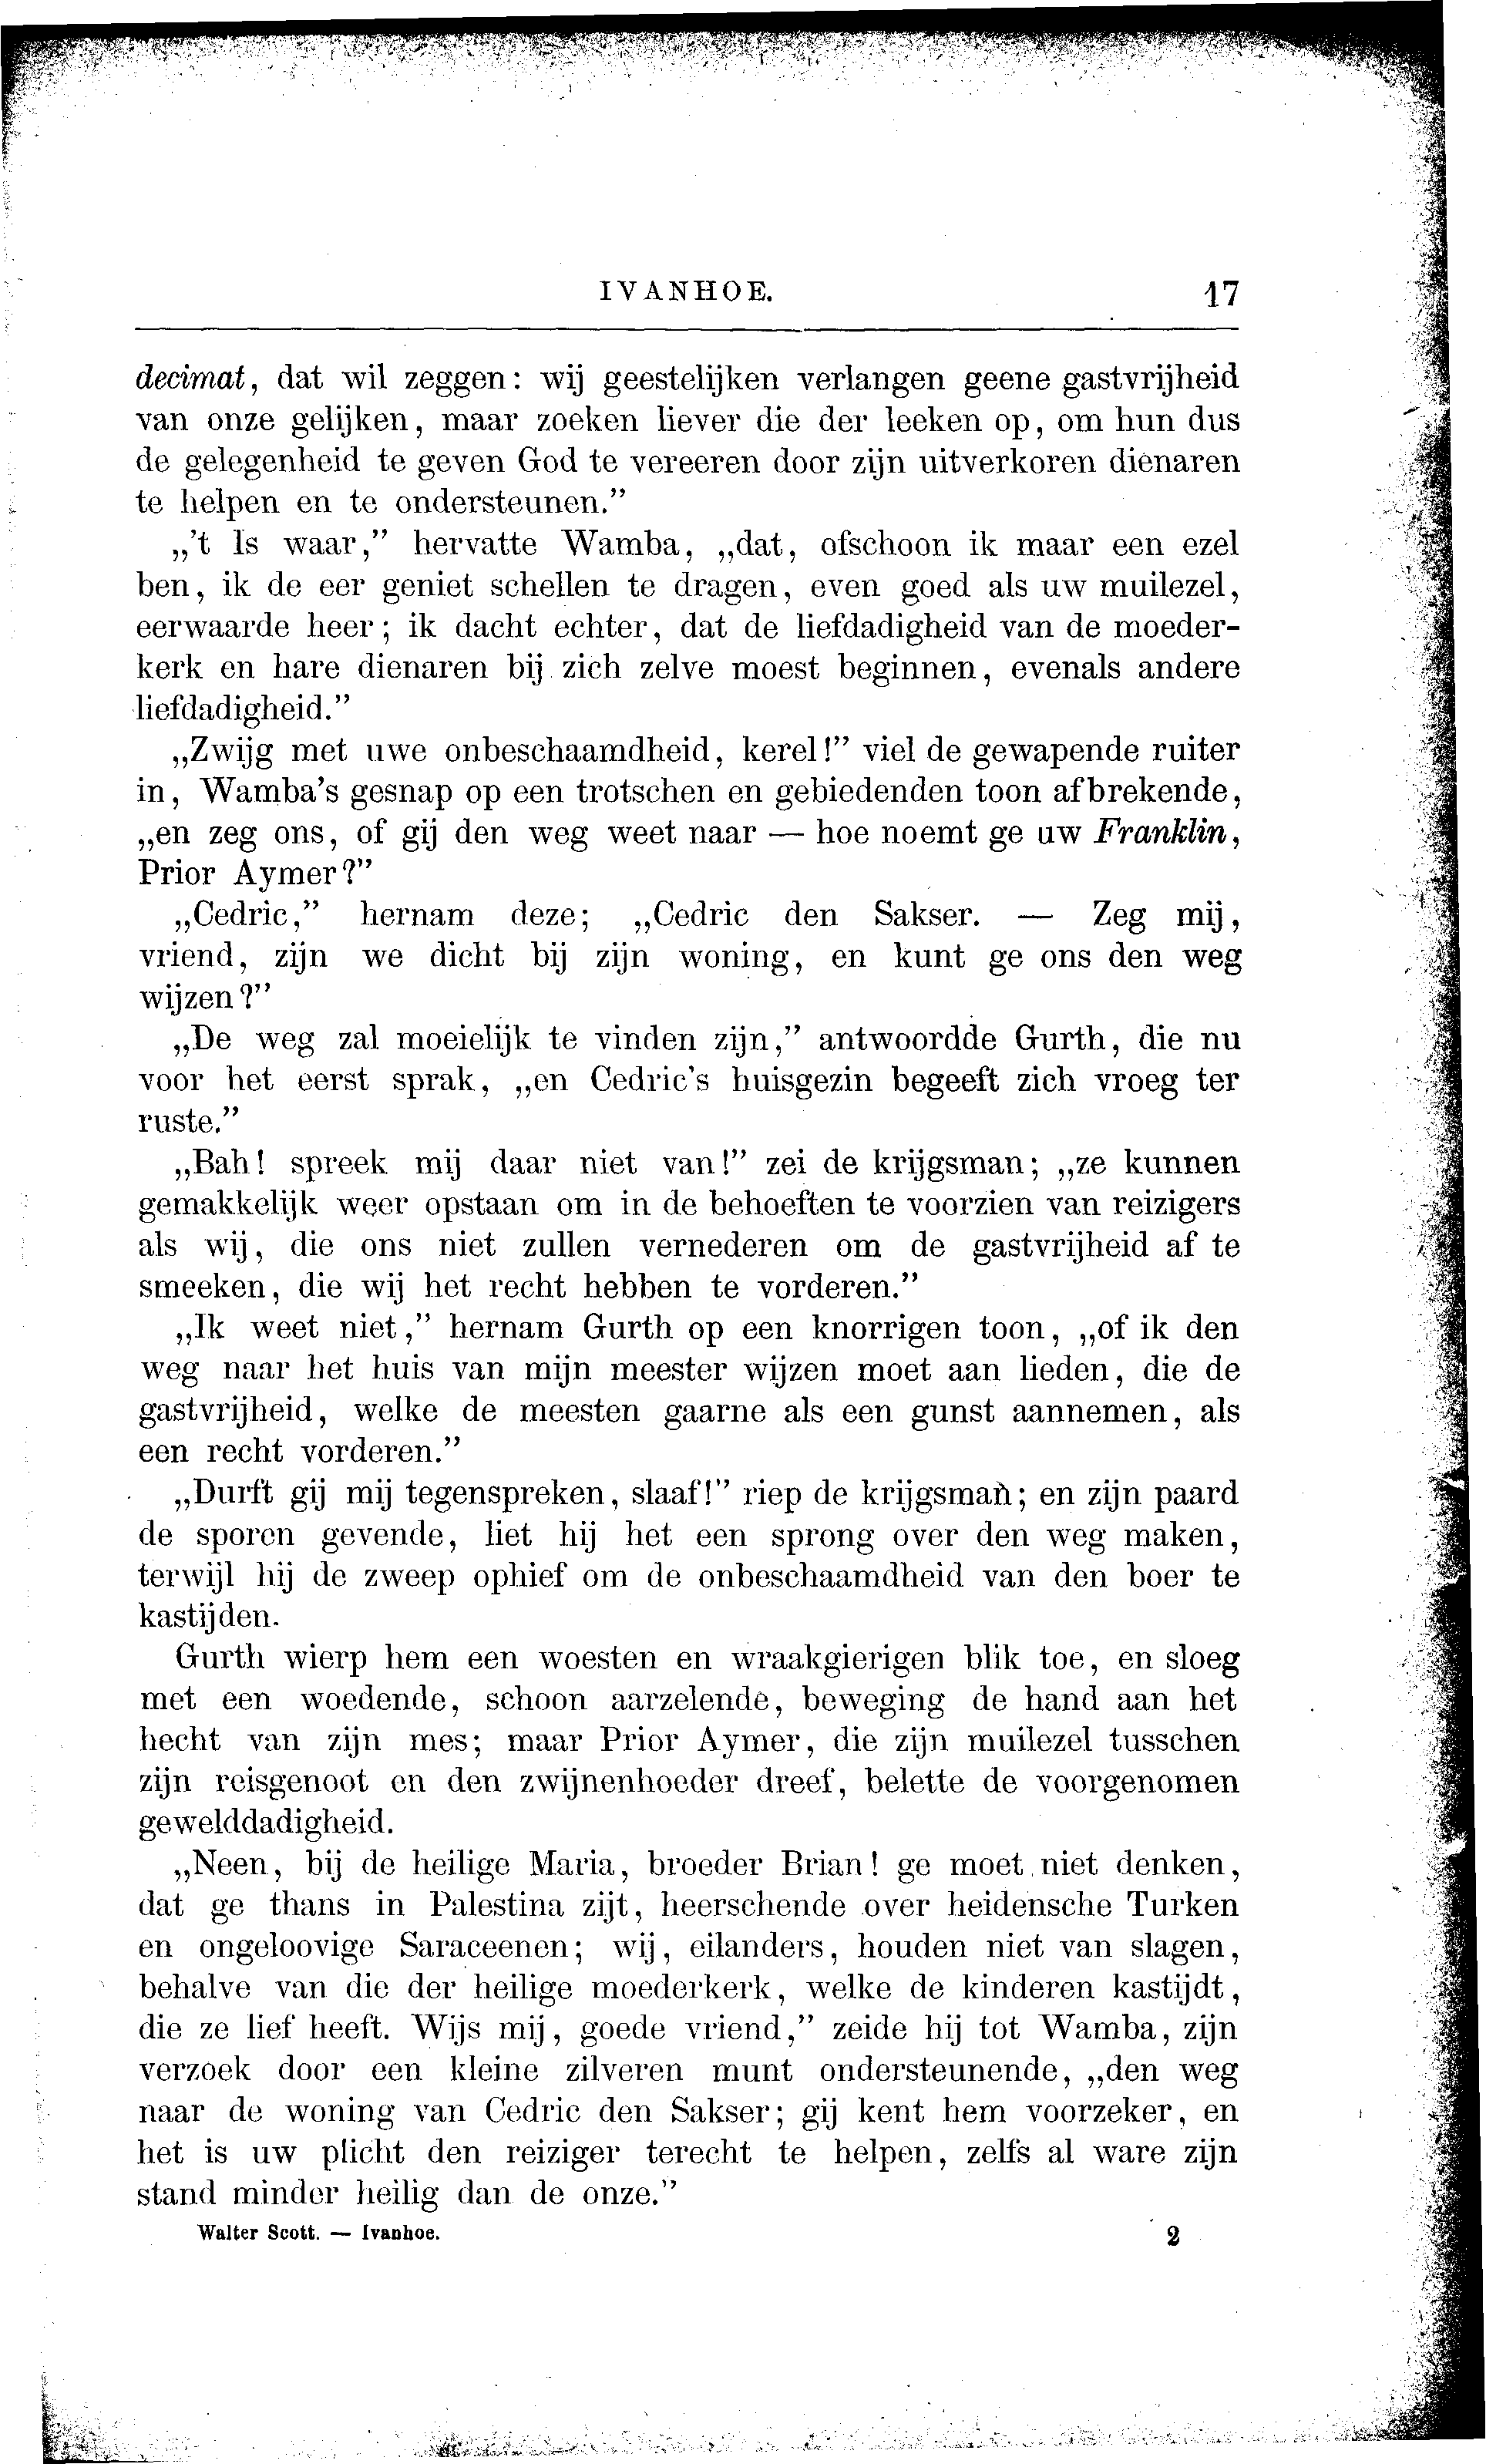 IVANHOE. 17
decimat, dat wil zeggen: wij geestelijken verlangen geene gastvrijheid
van onze gelijken, maar zoeken liever die der leeken op, om hun dus
de gelegenheid te geven God te vereeren door zijn uitverkoren dienaren
te helpen en te ondersteunen.”
„’t Is waar,” hervatte Wamba, „dat, ofschoon ik maar een ezel
ben, ik de eer geniet schellen te dragen, even goed als uw muilezel,
eerwaarde heer; ik dacht echter, dat de liefdadigheid van de moeder-
kerk en hare dienaren bij zich zelve moest beginnen, evenals andere
liefdadigheid.”
„Zwijg met uwe onbeschaamdheid, kerel!” viel de gewapende ruiter
in, Wamba’s gesnap op een trotschen en gebiedenden toon afbrekende,
„en zeg ons, of gij den weg weet naar — hoe noemt ge uw Franklin,
Prior Aymer?”
„Cedric,” hernam deze; „Cedric den Sakser. — Zeg mij,
vriend, zijn we dicht bij zijn woning, en kunt ge ons den weg
wijzen?”
„De weg zal moeielijk te vinden zijn,” antwoordde Gurth, die nu
voor het eerst sprak, „en Cedric’s huisgezin begeeft zich vroeg ter
ruste.”
„Bah! spreek mij daar niet van!” zei de krijgsman; „ze kunnen
gemakkelijk weer opstaan om in de behoeften te voorzien van reizigers
als wij, die ons niet zullen vernederen om de gastvrijheid af te
smeeken, die wij het recht hebben te vorderen.”
„Ik weet niet,” hernam Gurth op een knorrigen toon, „of ik den
weg naar het huis van mijn meester wijzen moet aan lieden, die de
gastvrijheid, welke de meesten gaarne als een gunst aannemen, als
een recht vorderen.”
„Durft gij mij tegenspreken, slaaf!” riep de krijgsman; en zijn paard
de sporen gevende, liet hij het een sprong over den weg maken,
terwijl hij de zweep ophief om de onbeschaamdheid van den boer te
kastijden.
Gurth wierp hem een woesten en wraakgierigen blik toe, en sloeg
met een woedende, schoon aarzelende, beweging de hand aan het
hecht van zijn mes; maar Prior Aymer, die zijn muilezel tusschen
zijn reisgenoot en den zwijnenhoeder dreef, belette de voorgenomen
gewelddadigheid.
„Neen, bij de heilige Maria, broeder Brian! ge moet niet denken,
dat ge thans in Palestina zijt, heerschende over heidensche Turken
en ongeloovige Saraceenen; wij, eilanders, houden niet van slagen,
behalve van die der heilige moederkerk, welke de kinderen kastijdt,
die ze lief heeft. Wijs mij, goede vriend,” zeide hij tot Wamba, zijn
verzoek door een kleine zilveren munt ondersteunende, „den weg
naar de woning van Cedric den Sakser; gij kent hem voorzeker, en
het is uw plicht den reiziger terecht te helpen, zelfs al ware zijn
stand minder heilig dan de onze.”
Walter Scott. — Ivanhoe. 2